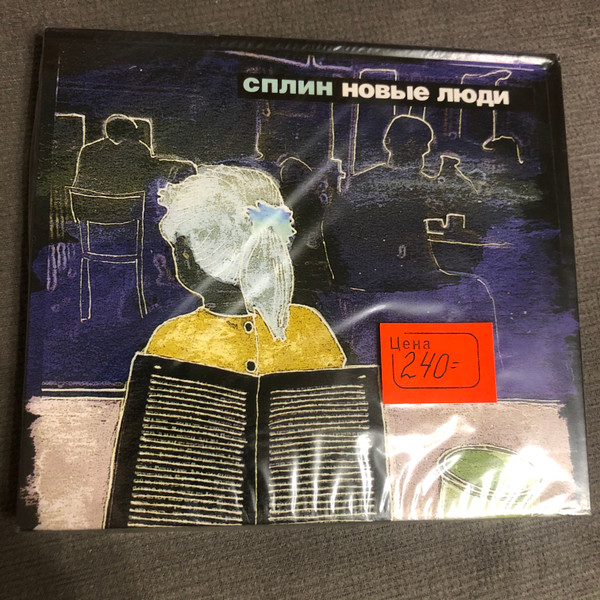 сплин новые люди
Цена
240=